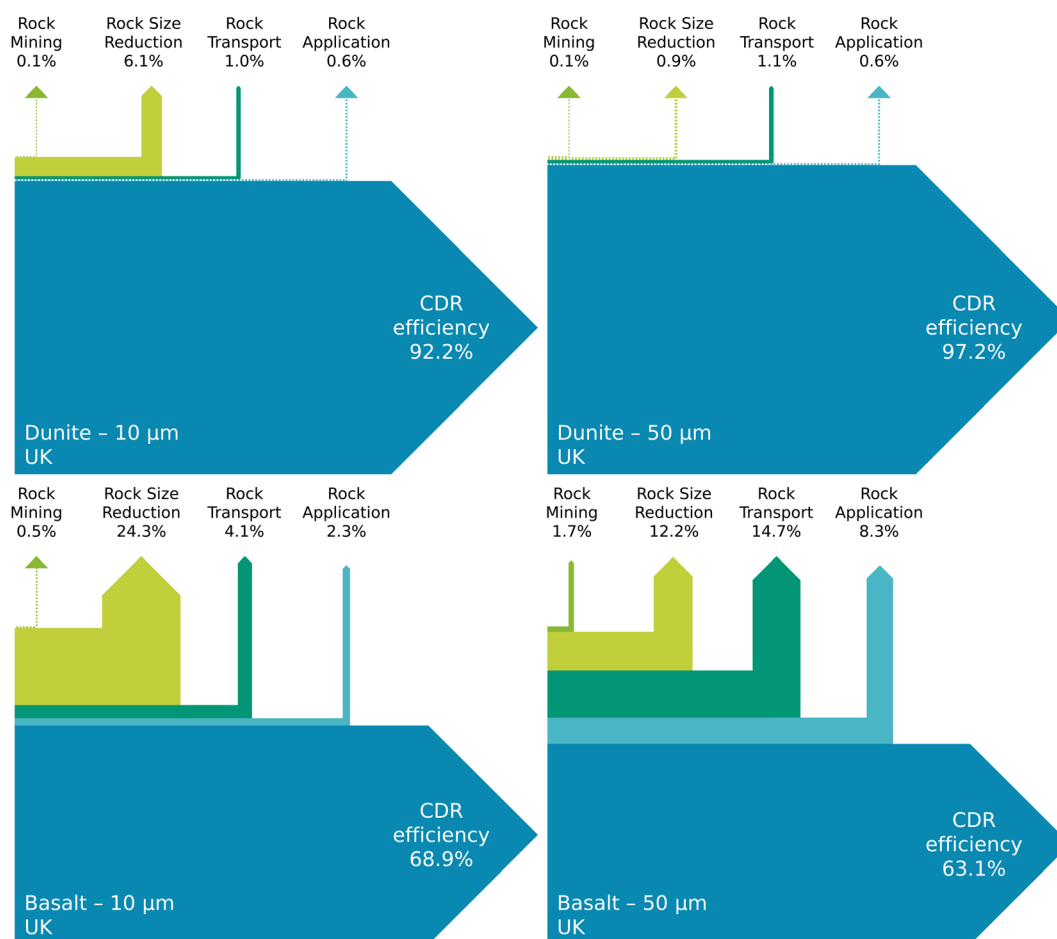 Rock
Mining
0.1%
Rock Size
Reduction
6.1%
Rock
Transport
1.0%
Rock
Application
0.6%
CDR
efficiency
92.2%
Dunite – 10 µm
UK
Rock
Mining
0.1%
Rock Size
Reduction
0.9%
Rock
Transport
1.1%
Rock
Application
0.6%
CDR
efficiency
97.2%
Dunite – 50 µm
UK
Rock
Mining
0.5%
Rock Size
Reduction
24.3%
Rock
Transport
4.1%
Rock
Application
2.3%
CDR
efficiency
68.9%
Basalt – 10 µm
UK
Rock
Mining
1.7%
Rock Size
Reduction
12.2%
Rock
Transport
14.7%
Rock
Application
8.3%
CDR
efficiency
63.1%
Basalt – 50 µm
UK